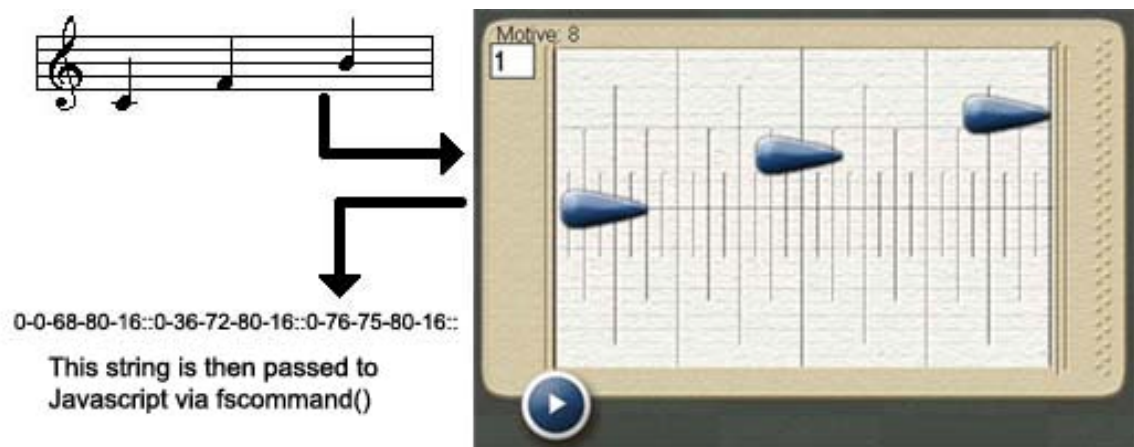 Motive: 8
1
0-0-68-80-16::0-36-72-80-16::0-76-75-80-16::
This string is then passed to
Javascript via fscommand()